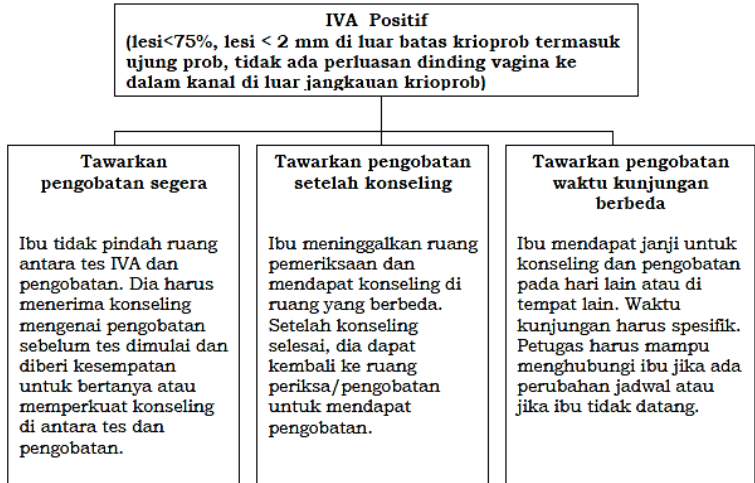 IVA Positif
(lesi<75%, lesi < 2 mm di luar batas krioprob termasuk
ujung prob, tidak ada perluasan dinding vagina ke
dalam kanal di luar jangkauan krioprob)
Tawarkan
pengobatan segera
Ibu tidak pindah ruang
antara tes IVA dan
pengobatan. Dia harus
menerima konseling
mengenai pengobatan
sebelum tes dimulai dan
diberi kesempatan
untuk bertanya atau
memperkuat konseling
di antara tes dan
pengobatan.
Tawarkan pengobatan
setelah konseling
Ibu meninggalkan ruang
pemeriksaan dan
mendapat konseling di
ruang yang berbeda.
Setelah konseling
selesai, dia dapat
kembali ke ruang
periksa/pengobatan
untuk mendapat
pengobatan.
Tawarkan pengobatan
waktu kunjungan
berbeda
Ibu mendapat janji untuk
konseling dan pengobatan
pada hari lain atau di
tempat lain. Waktu
kunjungan harus spesifik.
Petugas harus mampu
menghubungi ibu jika ada
perubahan jadwal atau
jika ibu tidak datang.